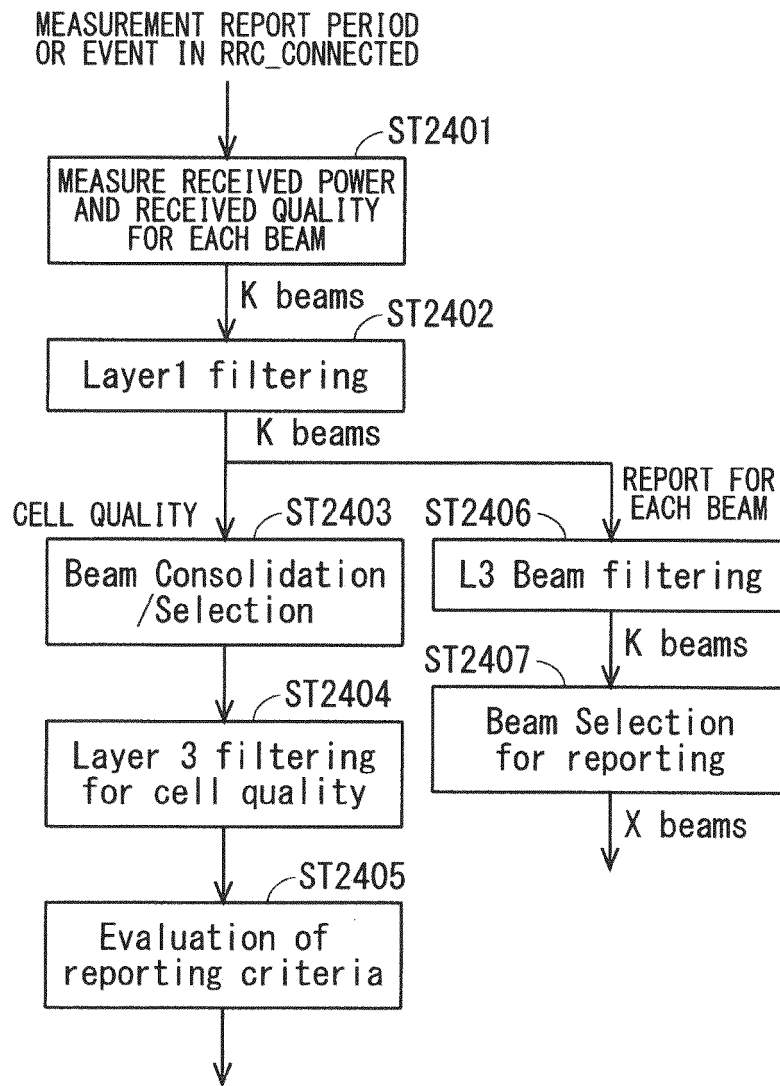 MEASUREMENT REPORT PERIOD
OR EVENT IN RRC_CONNECTED
ST2401
MEASURE RECEIVED POWER
AND RECEIVED QUALITY
FOR EACH BEAM
K beams
ST2402
Layer1 filtering
K beams
CELL QUALITY
ST2403
Beam Consolidation
/Selection
ST2404
Layer 3 filtering
for cell quality
ST2405
Evaluation of
reporting criteria
REPORT FOR
EACH BEAM
ST2406
L3 Beam filtering
K beams
ST2407
Beam Selection
for reporting
X beams